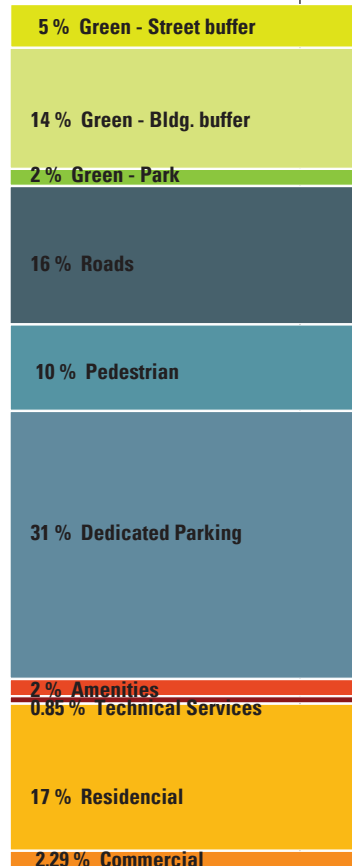 5 % Green - Street buffer
14 % Green - Bldg. buffer
2 % Green - Park
16 % Roads
10 % Pedestrian
31 % Dedicated Parking
2 % Amenities
0.85 % Technical Services
17 % Residencial
2.29 % Commercial